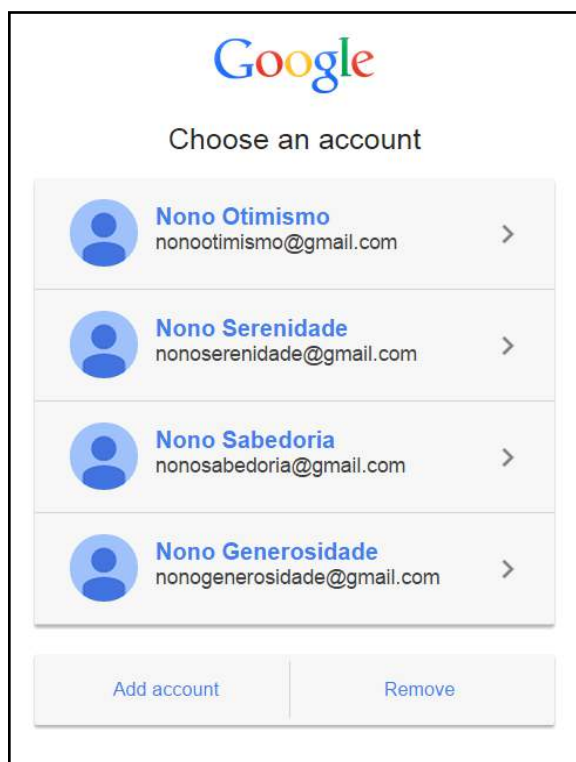 Google
Choose an account
Nono Otimismo
nonootimismo@gmail.com
Nono Serenidade
nonoserenidade@gmail.com
Nono Sabedoria
nonosabedoria@gmail.com
Nono Generosidade
nonogenerosidade@gmail.com
Add account Remove